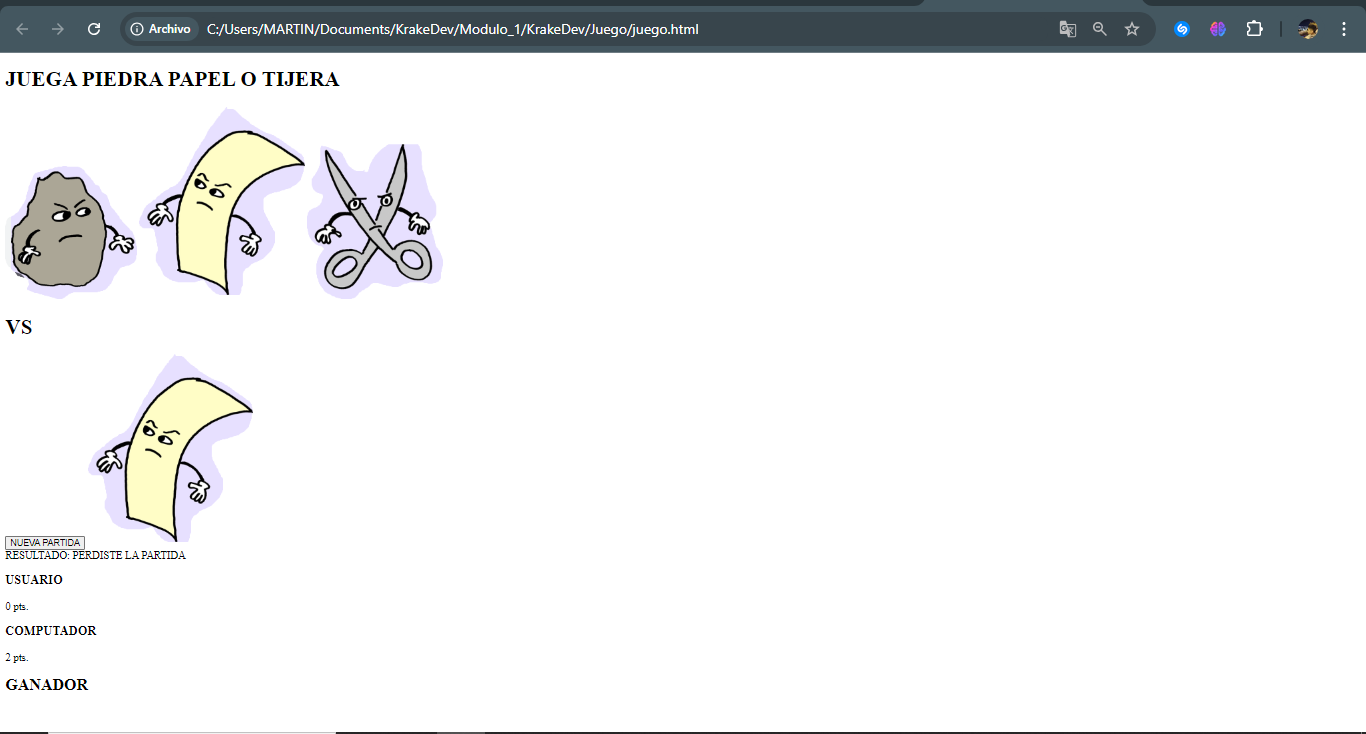 Archivo
C:/Users/MARTIN/Documents/KrakeDev/Modulo_1/KrakeDev/Juego/juego.html
JUEGA PIEDRA PAPEL O TIJERA
VS
NUEVA PARTIDA
RESULTADO: PERDISTE LA PARTIDA
USUARIO
0 pts.
COMPUTADOR
2 pts.
GANADOR